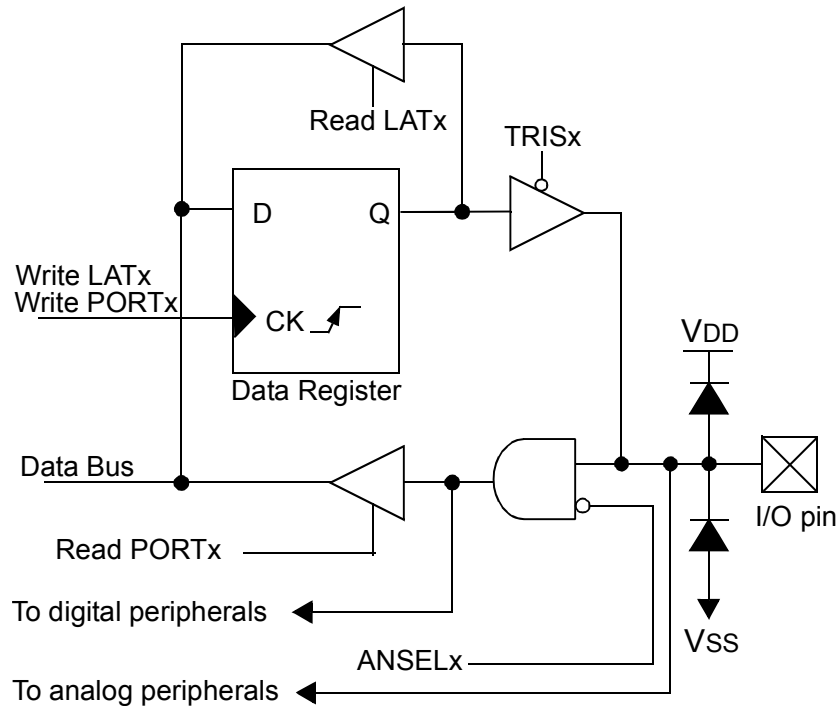 Read LATx
TRISx
D
Q
Write LATx
Write PORTx
CK
VDD
Data Register
Data Bus
I/O pin
Read PORTx
To digital peripherals
VSS
ANSELx
To analog peripherals